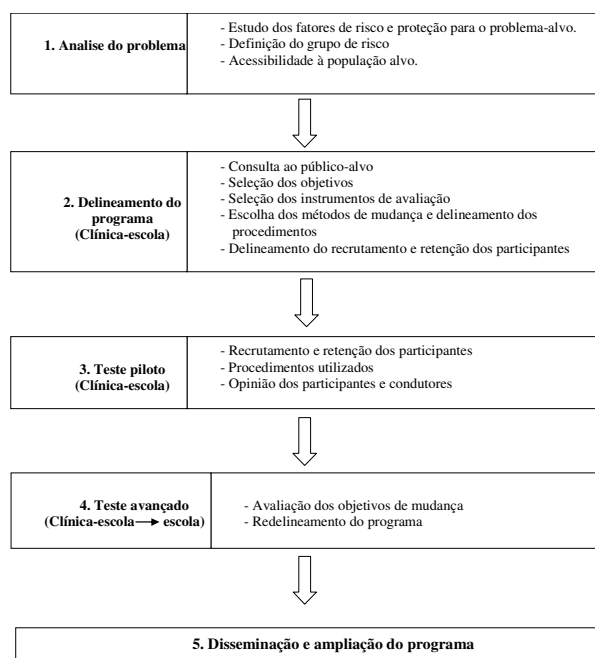 1. Analise do problema
- Estudo dos fatores de risco e proteção para o problema-alvo.
- Definição do grupo de risco
- Acessibilidade à população alvo.
2. Delineamento do
programa
(Clínica-escola)
- Consulta ao público-alvo
- Seleção dos objetivos
- Seleção dos instrumentos de avaliação
- Escolha dos métodos de mudança e delineamento dos
procedimentos
- Delineamento do recrutamento e retenção dos participantes
3. Teste piloto
(Clínica-escola)
- Recrutamento e retenção dos participantes
- Procedimentos utilizados
- Opinião dos participantes e condutores
4. Teste avançado
(Clínica-escola → escola)
- Avaliação dos objetivos de mudança
- Redelineamento do programa
5. Disseminação e ampliação do programa